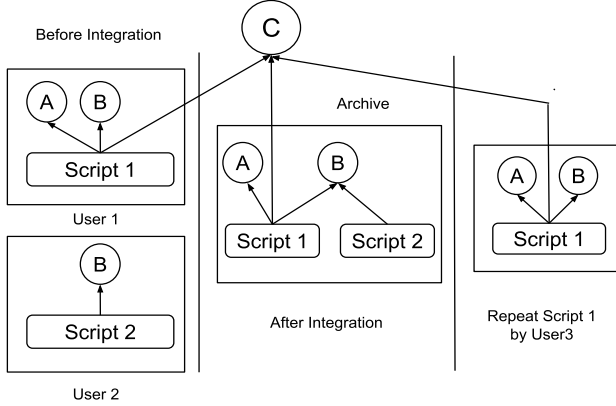 Before Integration
C
A
B
Script 1
User 1
B
Script 2
User 2
Archive
A
B
Script 1
Script 2
After Integration
A
B
Script 1
Repeat Script 1
by User3